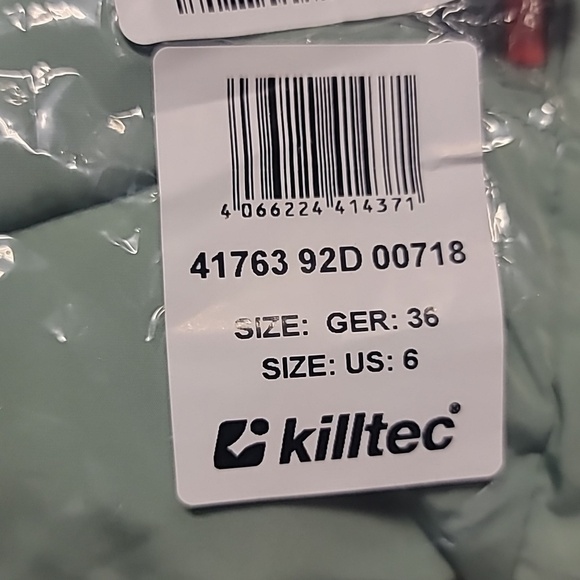 4 066224 414371
41763 92D 00718
SIZE: GER: 36
SIZE: US: 6
killtec®